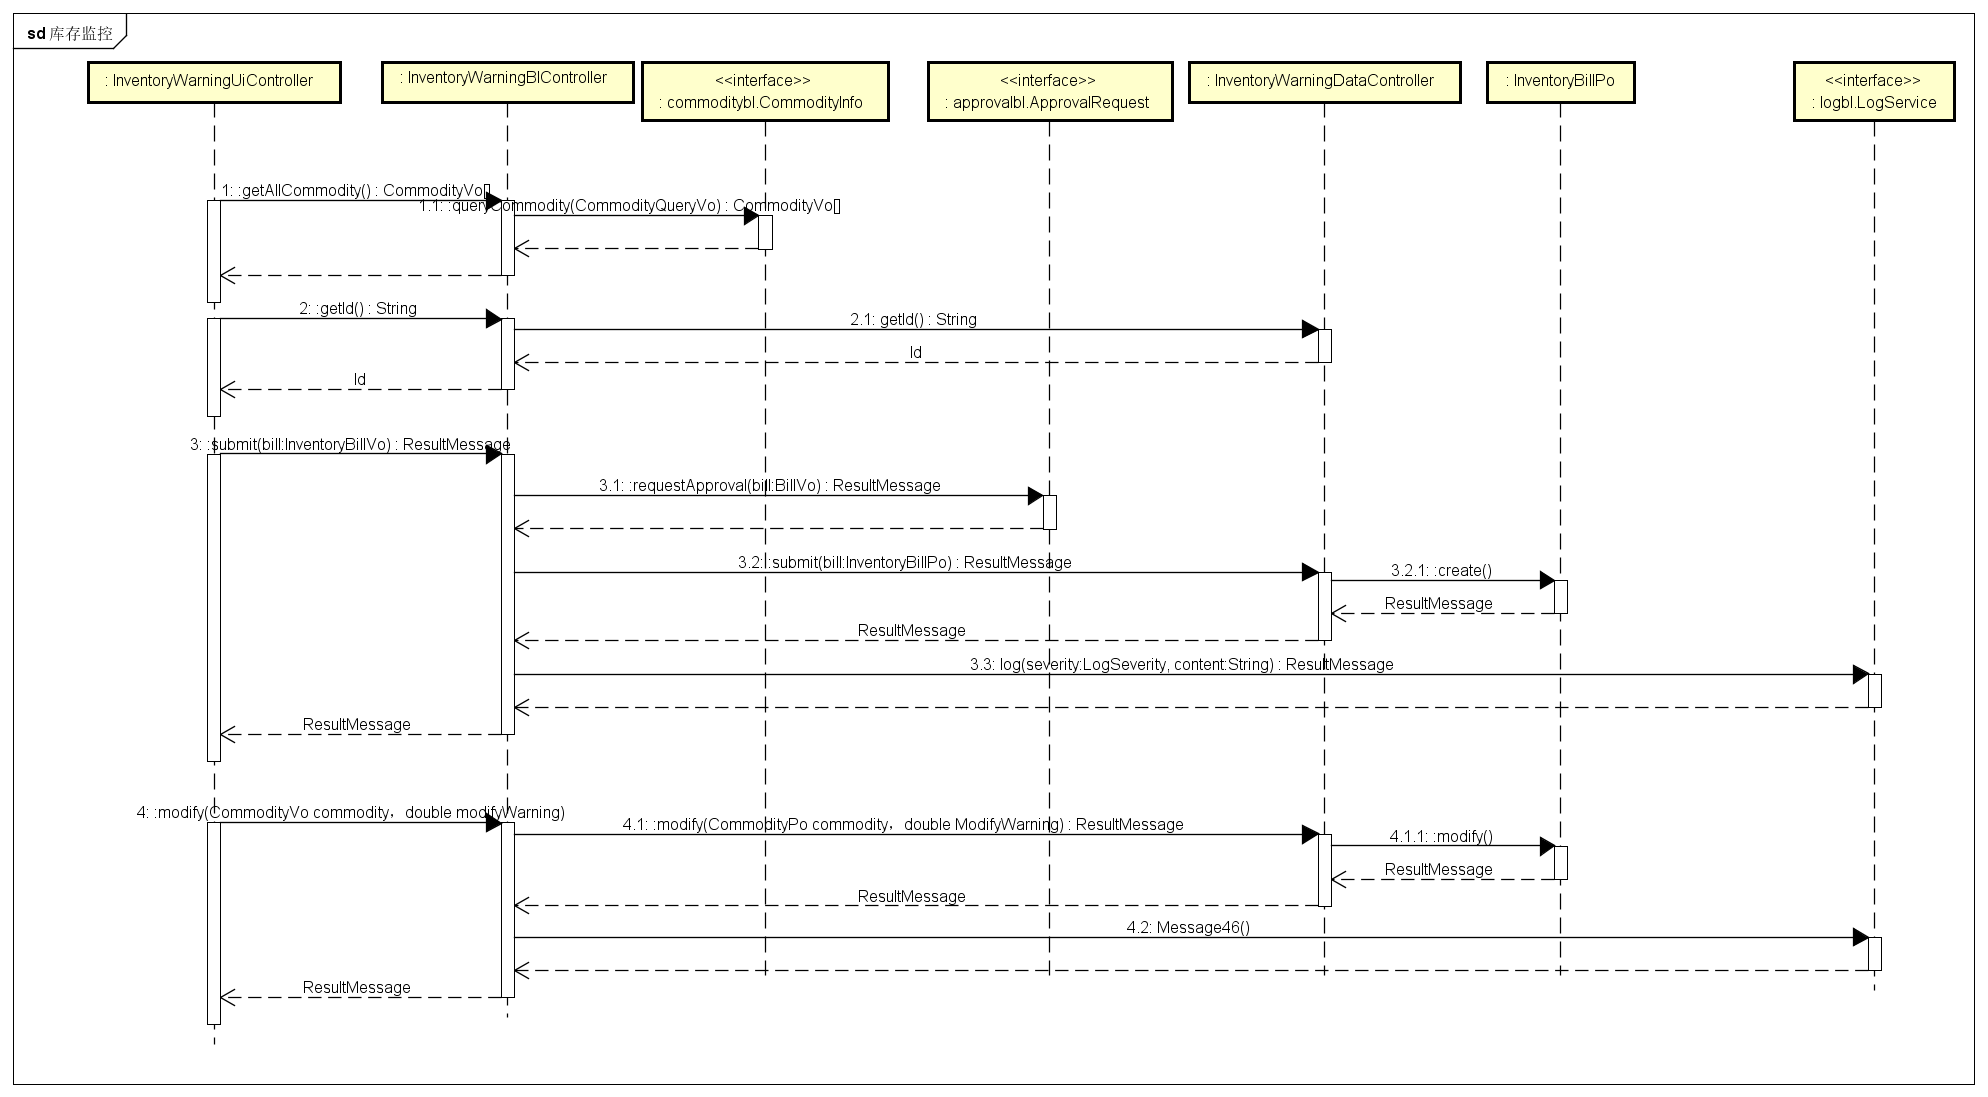 sd 库存监控
: InventoryWarningUiController
: InventoryWarningBlController
<<interface>>
: commoditybl.CommodityInfo
<<interface>>
: approvalbl.ApprovalRequest
: InventoryWarningDataController
: InventoryBillPo
<<interface>>
: logbl.LogService
1: :getAllCommodity() : CommodityVo[]
1.1: :queryCommodity(CommodityQueryVo) : CommodityVo[]
2: :getId() : String
2.1: getId() : String
Id
Id
3: :submit(bill:InventoryBillVo) : ResultMessage
3.1: :requestApproval(bill:BillVo) : ResultMessage
3.2: :submit(bill:InventoryBillPo) : ResultMessage
3.2.1: :create()
ResultMessage
ResultMessage
3.3: log(severity:LogSeverity, content:String) : ResultMessage
ResultMessage
4: :modify(CommodityVo commodity，double modifyWarning)
4.1: :modify(CommodityPo commodity，double ModifyWarning) : ResultMessage
4.1.1: :modify()
ResultMessage
ResultMessage
4.2: Message46()
ResultMessage